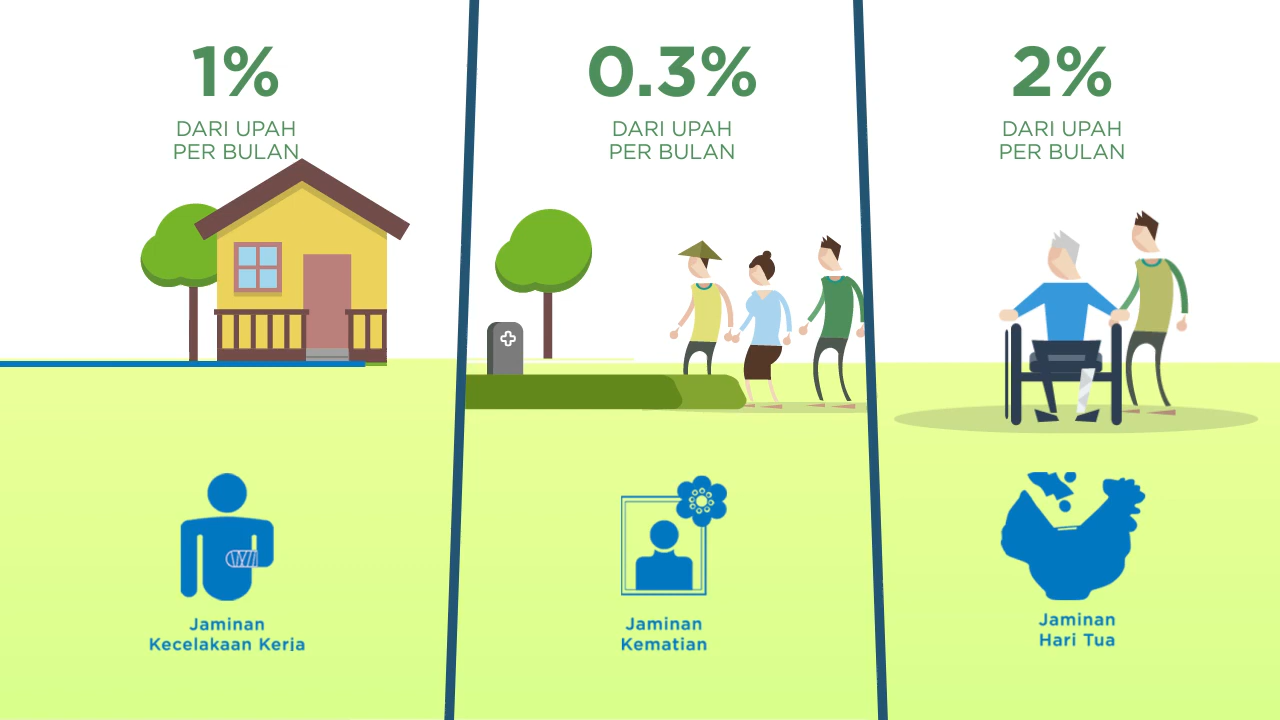 1%
DARI UPAH
PER BULAN
Jaminan
Kecelakaan Kerja
0.3%
DARI UPAH
PER BULAN
Jaminan
Kematian
2%
DARI UPAH
PER BULAN
Jaminan
Hari Tua